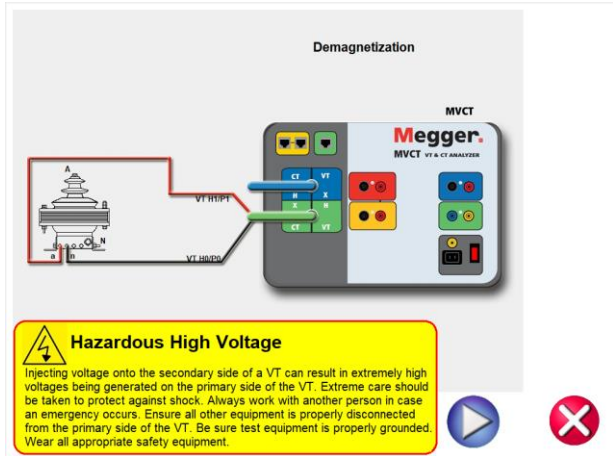 Demagnetization
MVCT
Megger.
MVCT VT & CT ANALYZER
CT VT
H X
X H
CT VT
A
VT H1/P1
N
a n
VT H0/P0
Hazardous High Voltage
Injecting voltage onto the secondary side of a VT can result in extremely high
voltages being generated on the primary side of the VT. Extreme care should
be taken to protect against shock. Always work with another person in case
an emergency occurs. Ensure all other equipment is properly disconnected
from the primary side of the VT. Be sure test equipment is properly grounded.
Wear all appropriate safety equipment.